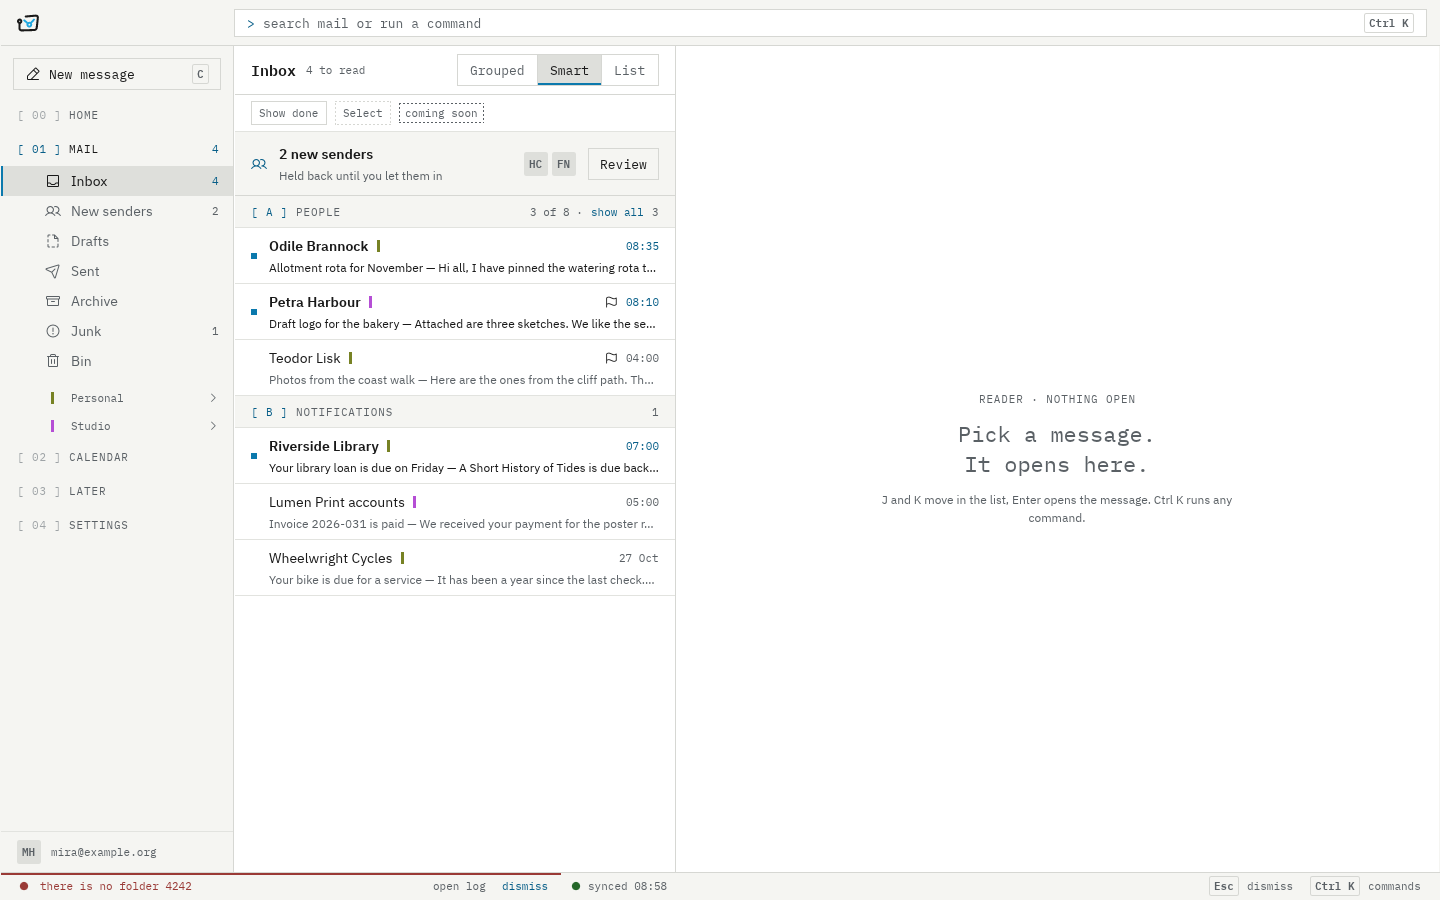 > search mail or run a command Ctrl K
New message C
[ 00 ] HOME
[ 01 ] MAIL 4
Inbox 4
New senders 2
Drafts
Sent
Archive
Junk 1
Bin
Personal
Studio
[ 02 ] CALENDAR
[ 03 ] LATER
[ 04 ] SETTINGS
MH mira@example.org
Inbox 4 to read Grouped Smart List
Show done Select coming soon
2 new senders
Held back until you let them in
HC FN Review
[ A ] PEOPLE 3 of 8 · show all 3
Odile Brannock 08:35
Allotment rota for November — Hi all, I have pinned the watering rota t...
Petra Harbour 08:10
Draft logo for the bakery — Attached are three sketches. We like the se...
Teodor Lisk 04:00
Photos from the coast walk — Here are the ones from the cliff path. Th...
[ B ] NOTIFICATIONS 1
Riverside Library 07:00
Your library loan is due on Friday — A Short History of Tides is due back...
Lumen Print accounts 05:00
Invoice 2026-031 is paid — We received your payment for the poster r...
Wheelwright Cycles 27 Oct
Your bike is due for a service — It has been a year since the last check....
READER · NOTHING OPEN
Pick a message.
It opens here.
J and K move in the list, Enter opens the message. Ctrl K runs any
command.
there is no folder 4242 open log dismiss synced 08:58 Esc dismiss Ctrl K commands